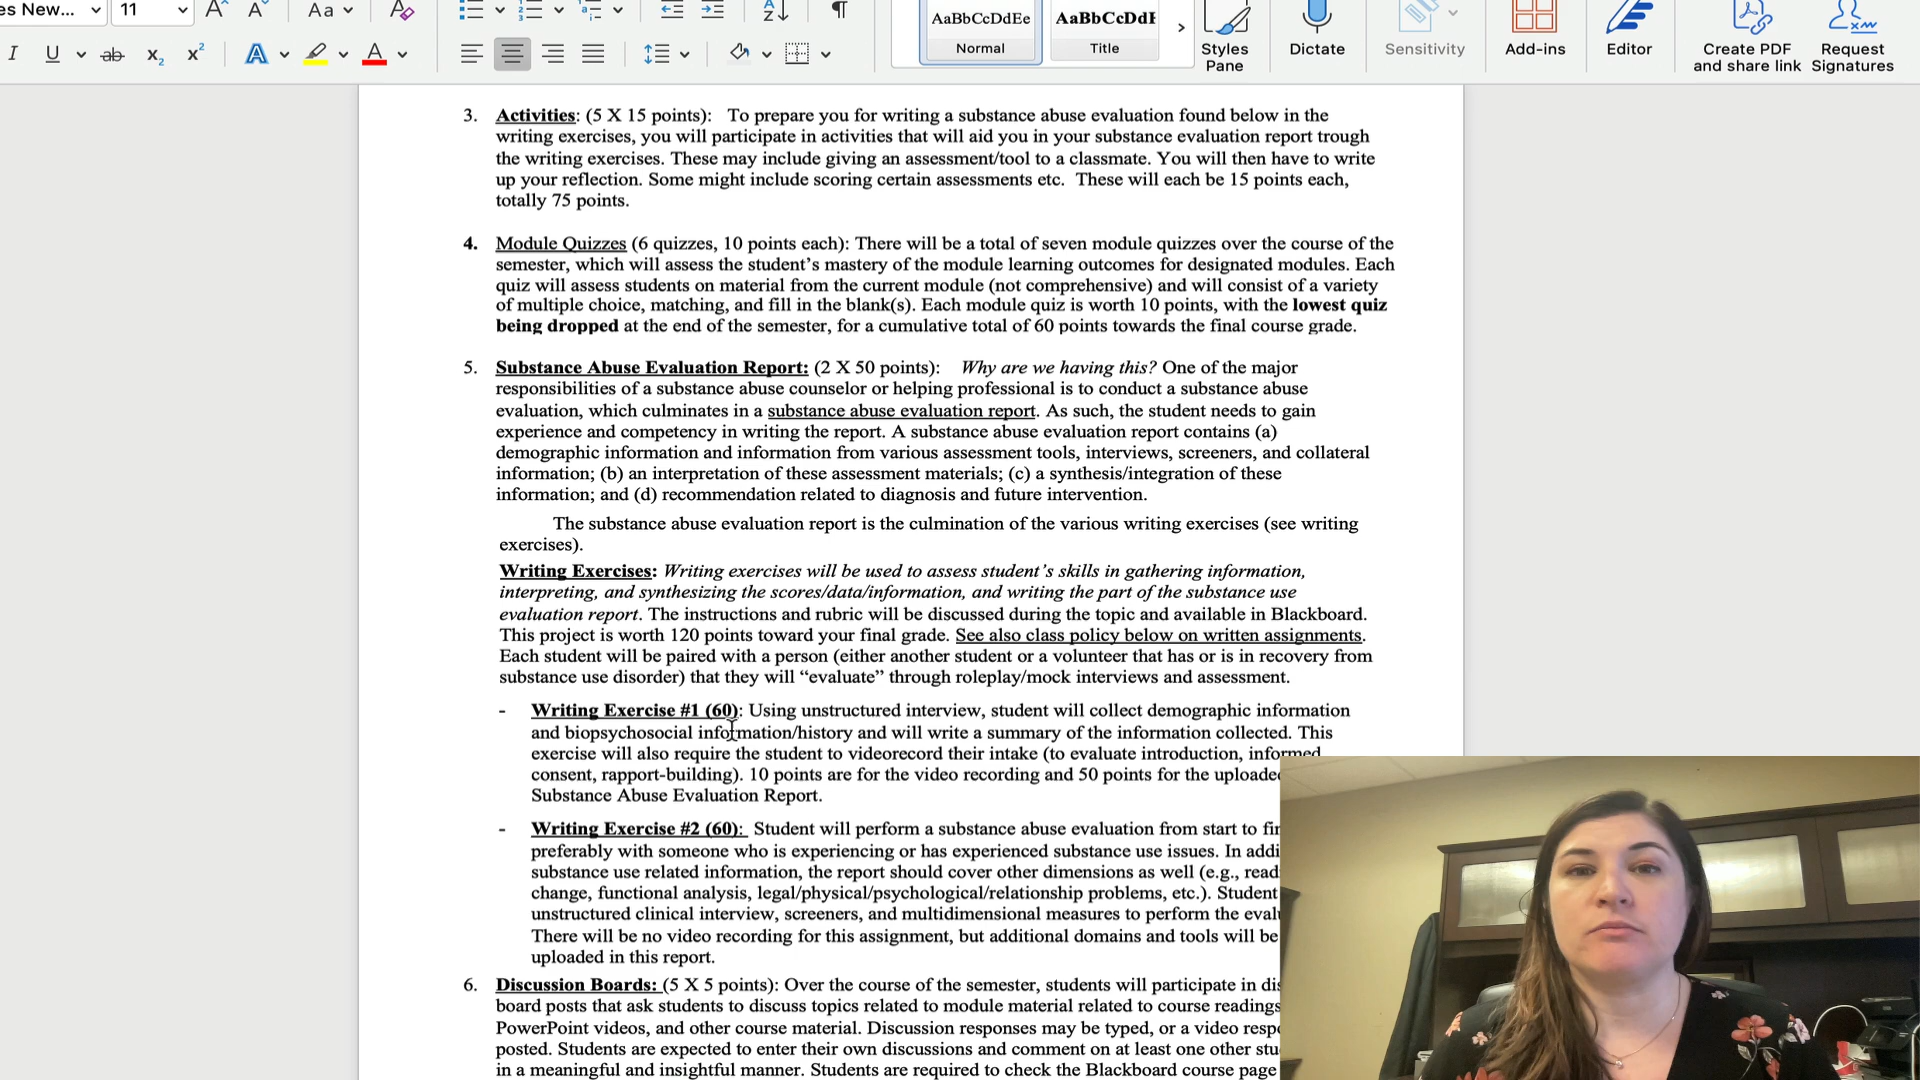 es New...
11
A
A
Aa
A
¶
AaBbCcDdEe
AaBbCcDdE
Normal
Title
Styles
Pane
Dictate
Sensitivity
Add-ins
Editor
Create PDF
and share link
Request
Signatures
I
U
ab
X₂
X²
A
A
3. Activities: (5 X 15 points): To prepare you for writing a substance abuse evaluation found below in the
writing exercises, you will participate in activities that will aid you in your substance evaluation report trough
the writing exercises. These may include giving an assessment/tool to a classmate. You will then have to write
up your reflection. Some might include scoring certain assessments etc. These will each be 15 points each,
totally 75 points.
4. Module Quizzes (6 quizzes, 10 points each): There will be a total of seven module quizzes over the course of the
semester, which will assess the student's mastery of the module learning outcomes for designated modules. Each
quiz will assess students on material from the current module (not comprehensive) and will consist of a variety
of multiple choice, matching, and fill in the blank(s). Each module quiz is worth 10 points, with the lowest quiz
being dropped at the end of the semester, for a cumulative total of 60 points towards the final course grade.
5. Substance Abuse Evaluation Report: (2 X 50 points): Why are we having this? One of the major
responsibilities of a substance abuse counselor or helping professional is to conduct a substance abuse
evaluation, which culminates in a substance abuse evaluation report. As such, the student needs to gain
experience and competency in writing the report. A substance abuse evaluation report contains (a)
demographic information and information from various assessment tools, interviews, screeners, and collateral
information; (b) an interpretation of these assessment materials; (c) a synthesis/integration of these
information; and (d) recommendation related to diagnosis and future intervention.
The substance abuse evaluation report is the culmination of the various writing exercises (see writing
exercises).
Writing Exercises: Writing exercises will be used to assess student's skills in gathering information,
interpreting, and synthesizing the scores/data/information, and writing the part of the substance use
evaluation report. The instructions and rubric will be discussed during the topic and available in Blackboard.
This project is worth 120 points toward your final grade. See also class policy below on written assignments.
Each student will be paired with a person (either another student or a volunteer that has or is in recovery from
substance use disorder) that they will “evaluate” through roleplay/mock interviews and assessment.
- Writing Exercise #1 (60): Using unstructured interview, student will collect demographic information
and biopsychosocial information/history and will write a summary of the information collected. This
exercise will also require the student to videorecord their intake (to evaluate introduction, informed
consent, rapport-building). 10 points are for the video recording and 50 points for the uploade
Substance Abuse Evaluation Report.
- Writing Exercise #2 (60): Student will perform a substance abuse evaluation from start to fin
preferably with someone who is experiencing or has experienced substance use issues. In addi
substance use related information, the report should cover other dimensions as well (e.g., read
change, functional analysis, legal/physical/psychological/relationship problems, etc.). Student
unstructured clinical interview, screeners, and multidimensional measures to perform the eval
There will be no video recording for this assignment, but additional domains and tools will be
uploaded in this report.
6. Discussion Boards: (5 X 5 points): Over the course of the semester, students will participate in dis
board posts that ask students to discuss topics related to module material related to course readings
PowerPoint videos, and other course material. Discussion responses may be typed, or a video resp
posted. Students are expected to enter their own discussions and comment on at least one other stu
in a meaningful and insightful manner. Students are required to check the Blackboard course page